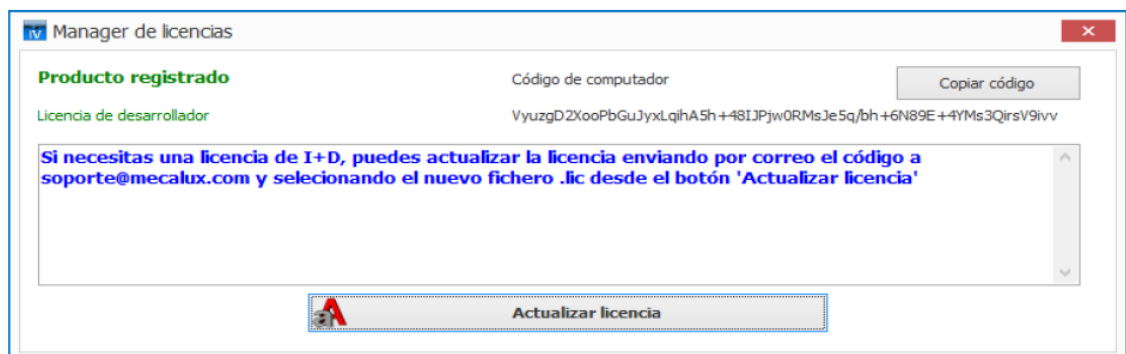 Manager de licencias
Producto registrado
Código de computador
Copiar código
Licencia de desarrollador
VyuzgD2XooPbGuJyxLqihA5h+48IJPjw0RMsJe5q/bh+6N89E+4YMs3QirsV9ivv
Si necesitas una licencia de I+D, puedes actualizar la licencia enviando por correo el código a
soporte@mecalux.com y selecionando el nuevo fichero .lic desde el botón 'Actualizar licencia'
Actualizar licencia